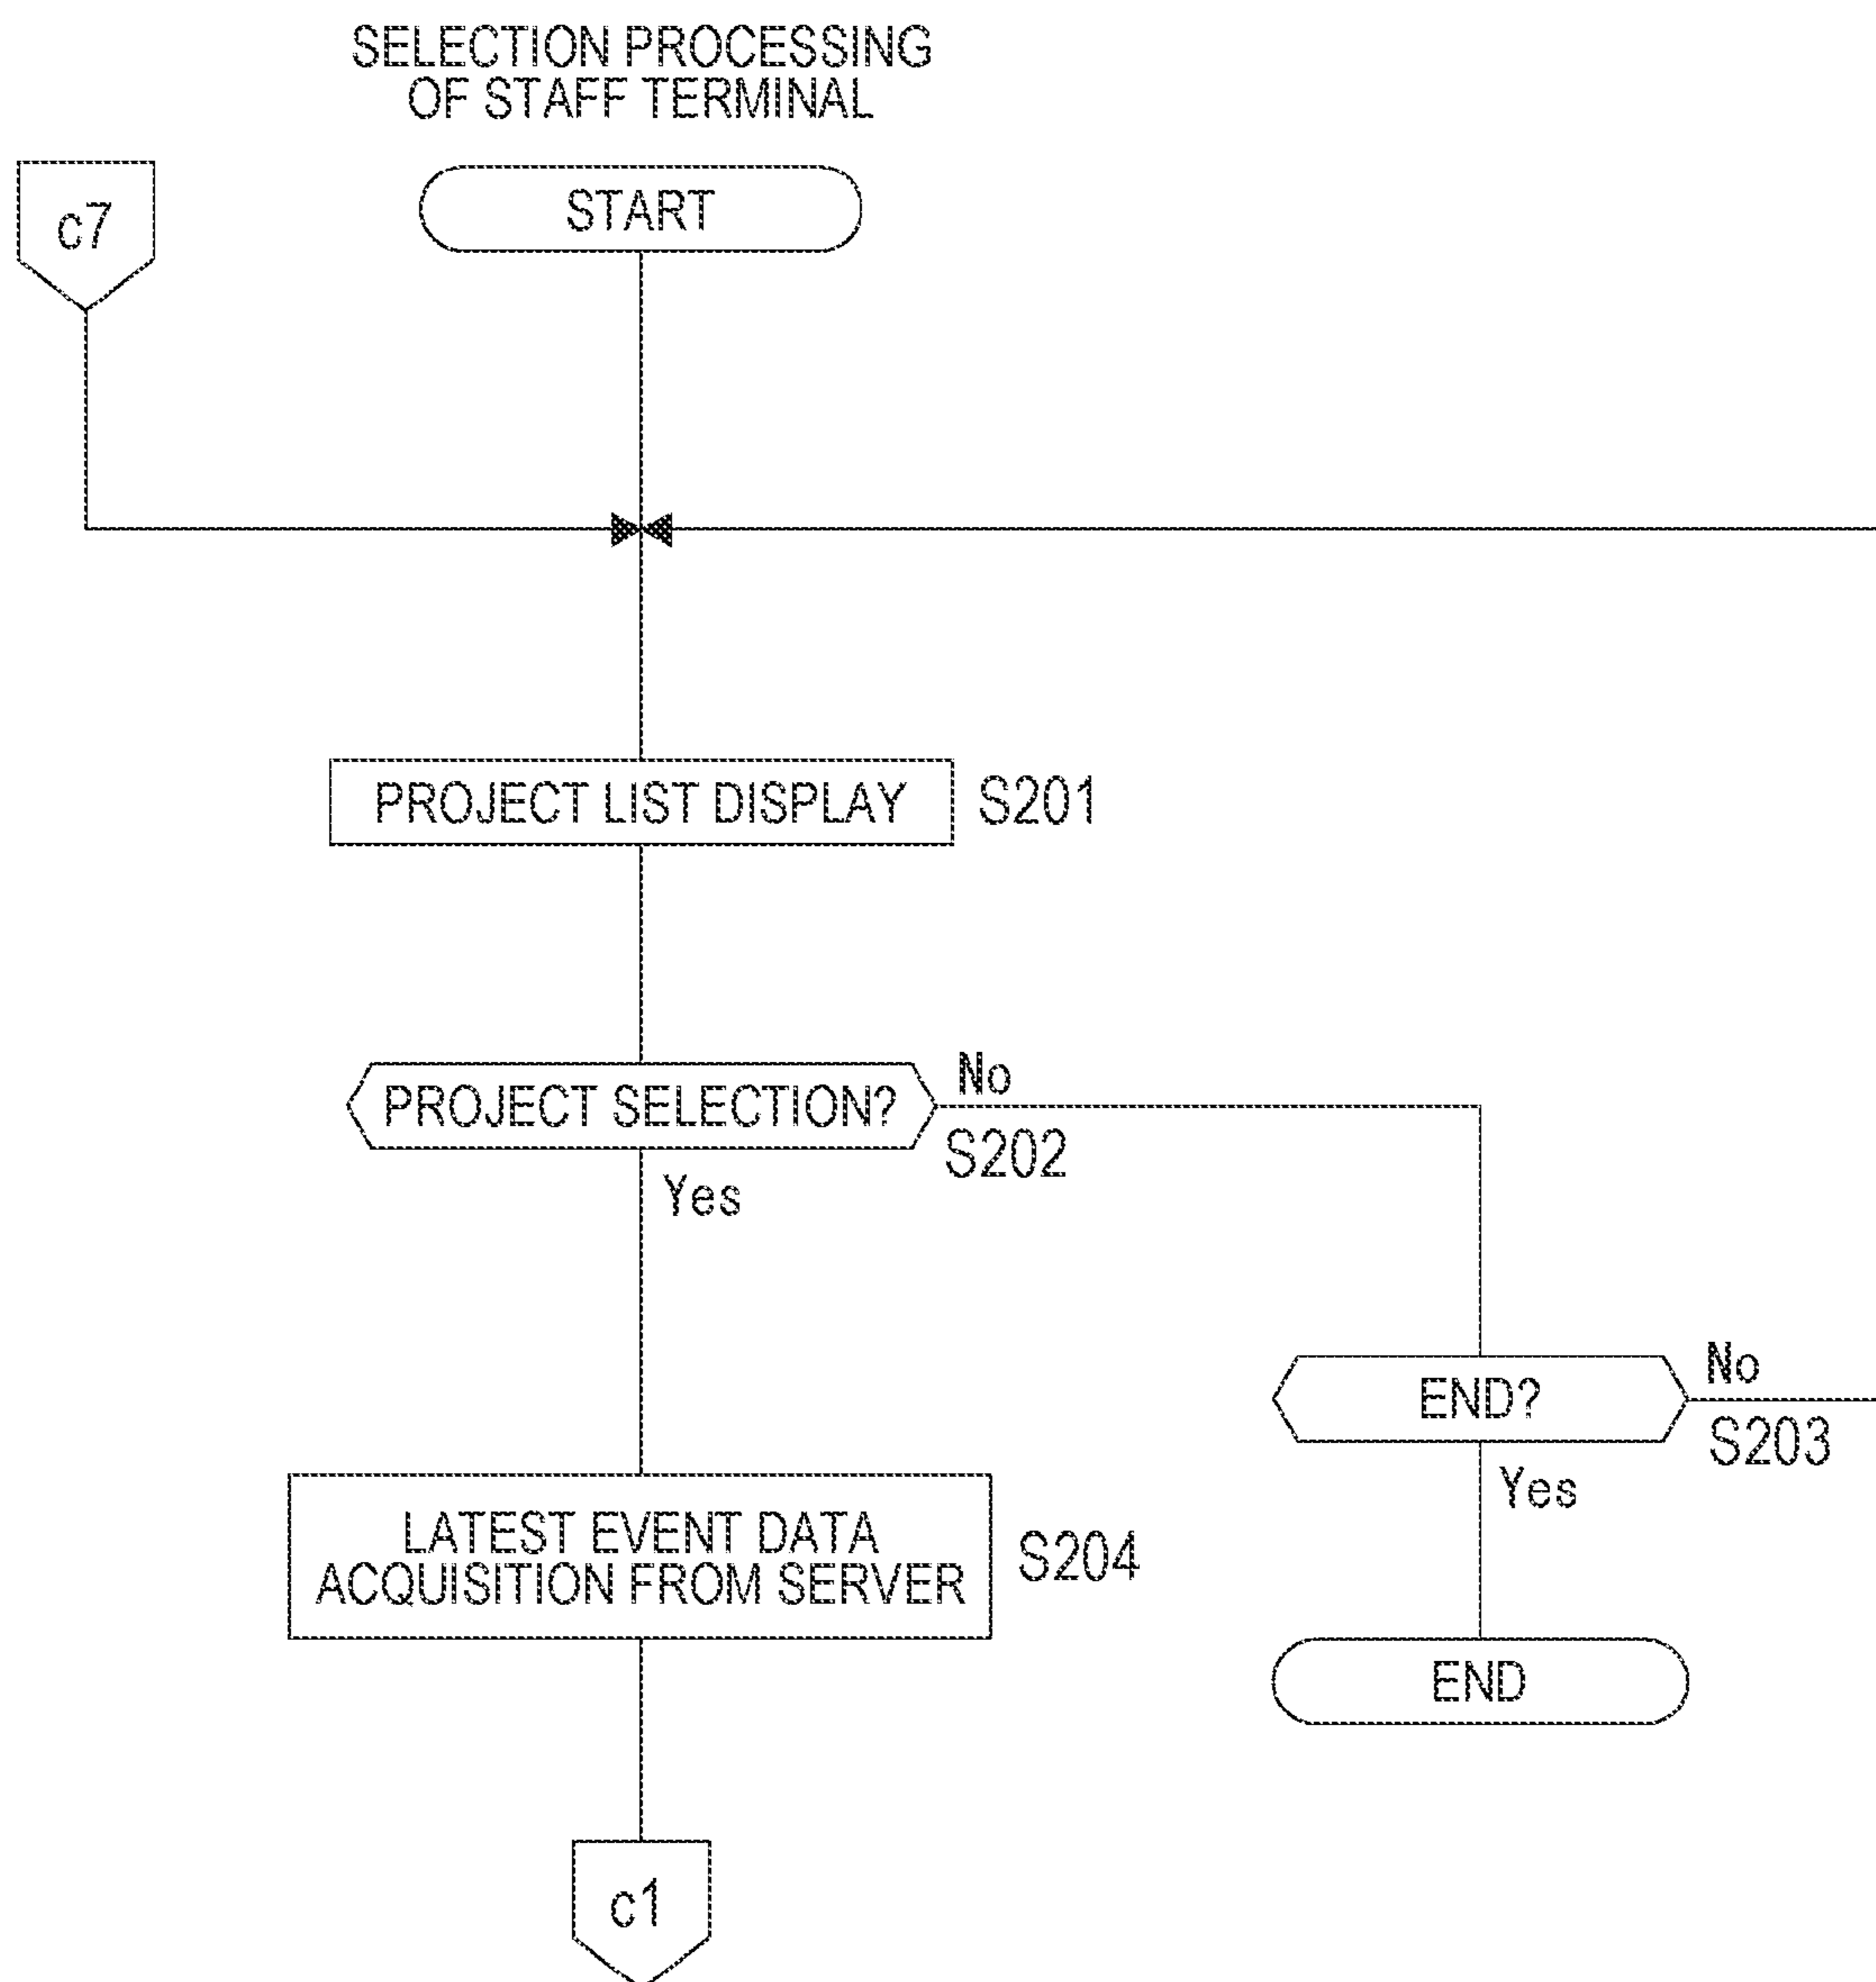 SELECTION PROCESSING
OF STAFF TERMINAL
c7
START
PROJECT LIST DISPLAY
S201
PROJECT SELECTION?
No
S202
Yes
END?
No
S203
Yes
LATEST EVENT DATA
ACQUISITION FROM SERVER
S204
END
c1